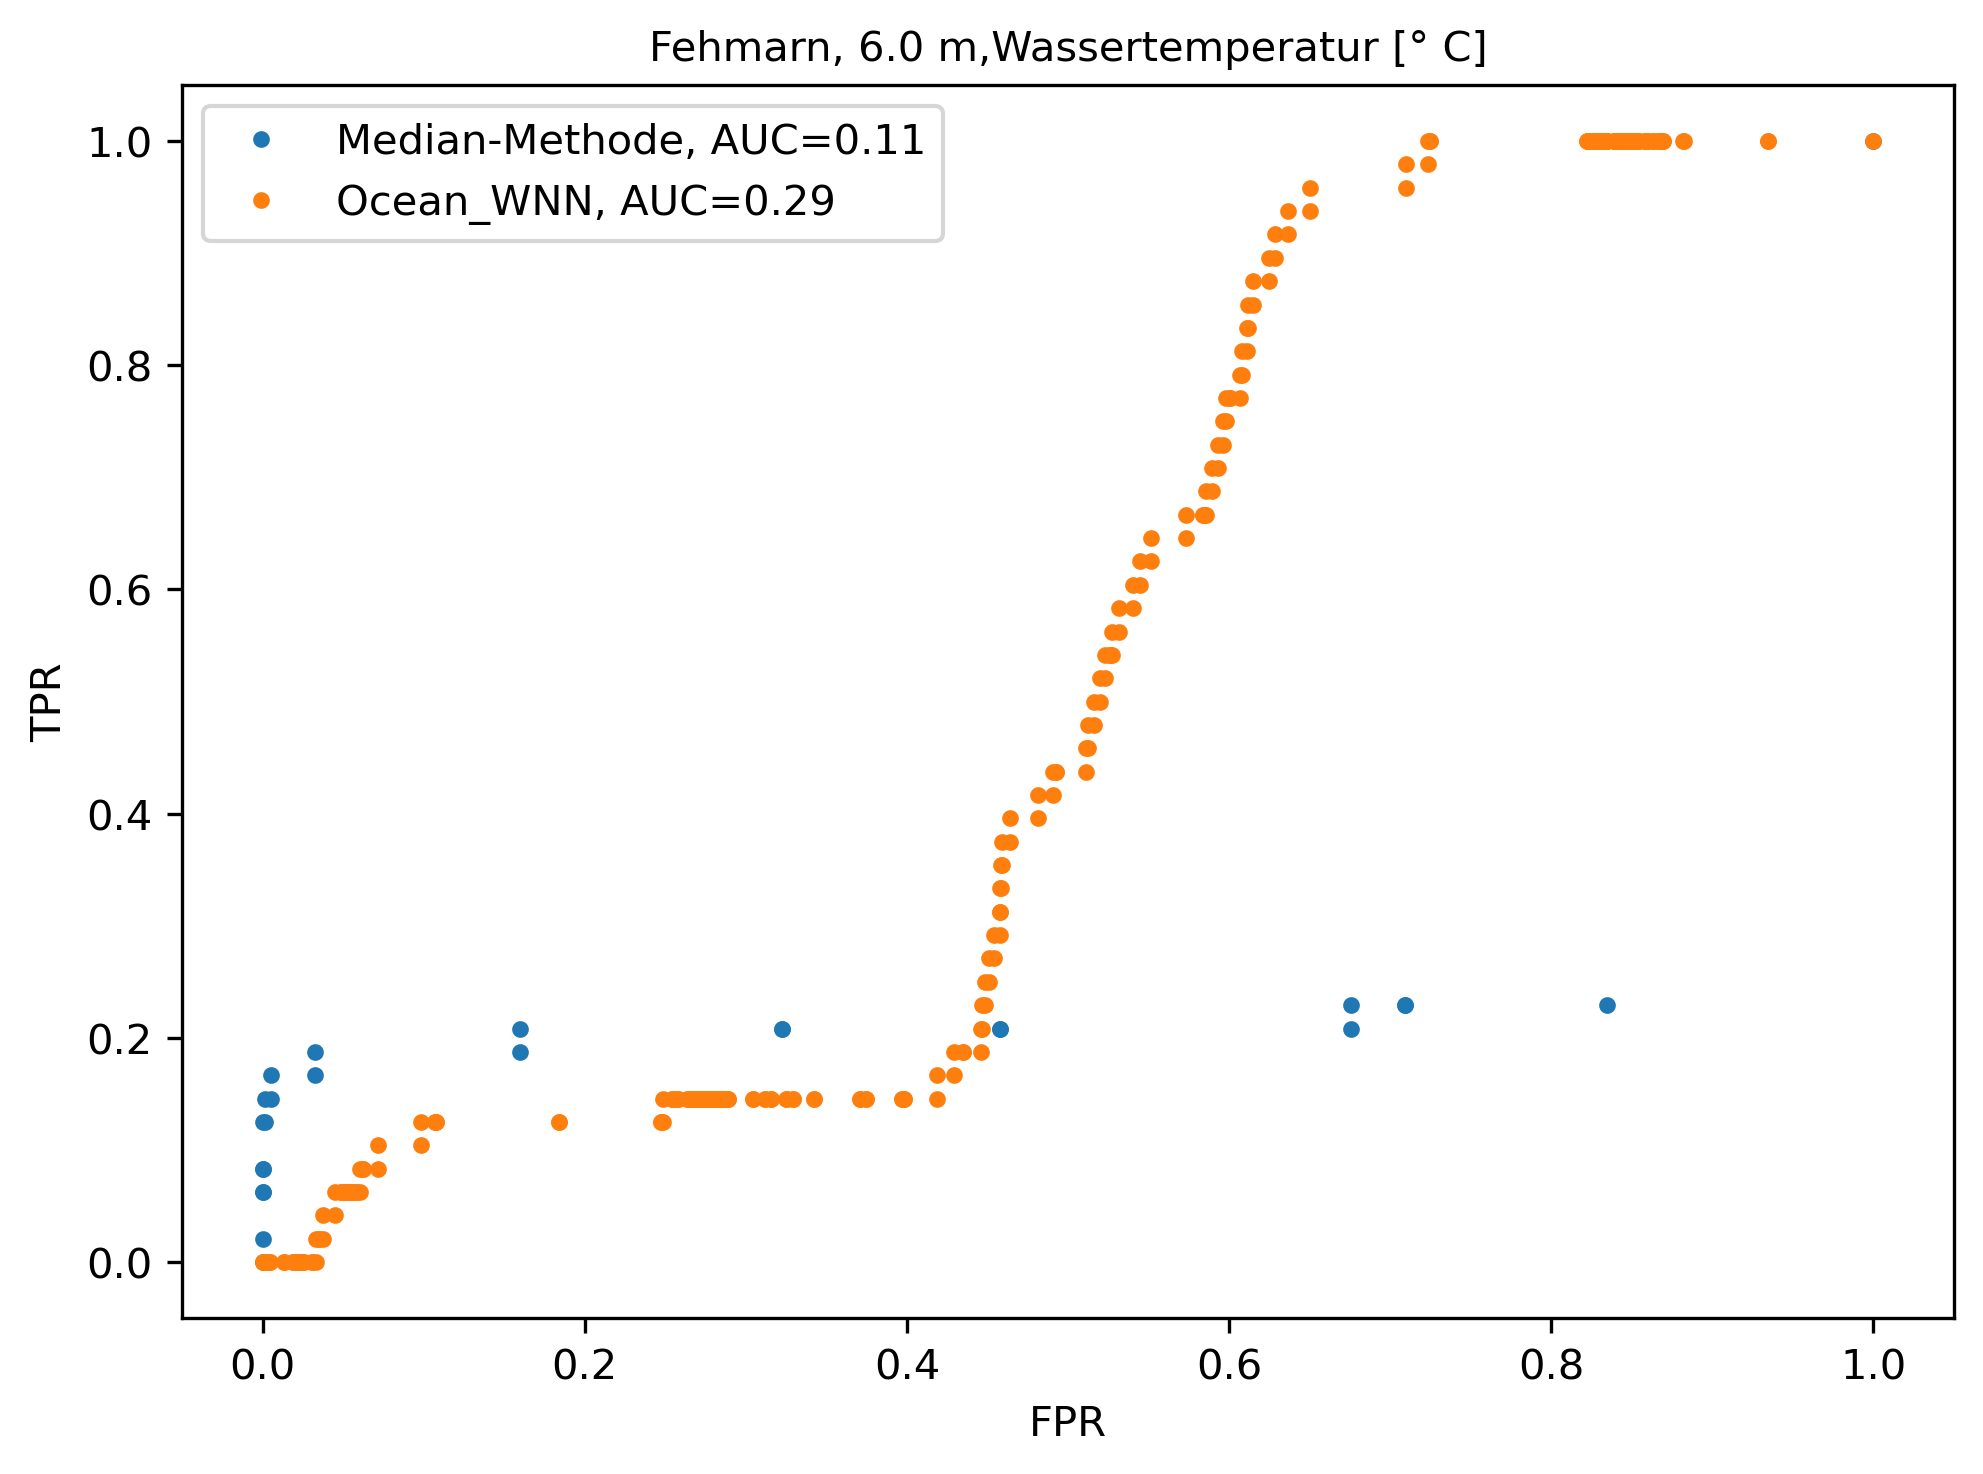 Fehmarn, 6.0 m,Wassertemperatur [° C]
Median-Methode, AUC=0.11
Ocean_WNN, AUC=0.29
1.0
0.8
0.6
0.4
0.2
0.0
TPR
0.0 0.2 0.4 0.6 0.8 1.0
FPR